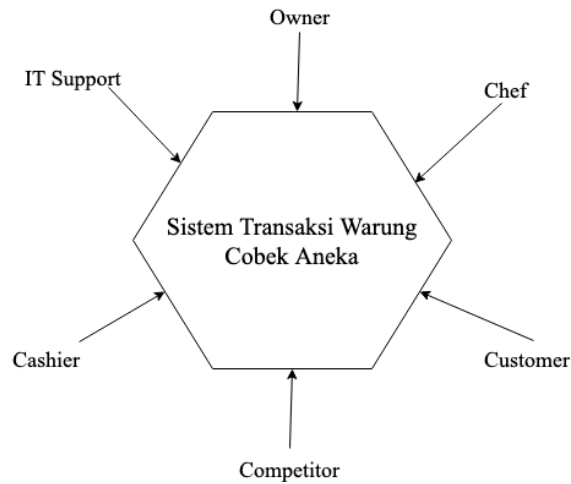 Owner
IT Support
Chef
Sistem Transaksi Warung
Cobek Aneka
Cashier
Customer
Competitor